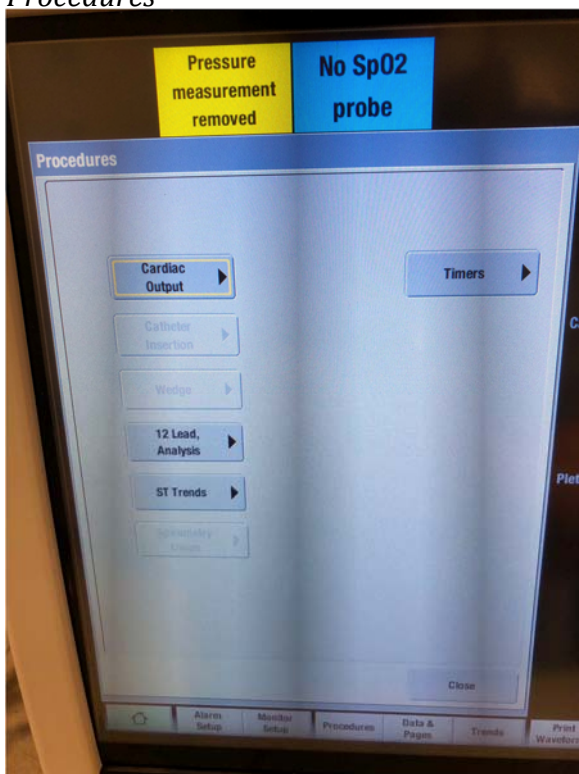 Procedures
Pressure
measurement
removed
No SpO2
probe
Procedures
Cardiac
Output
Timers
Catheter
Insertion
Wedge
12 Lead,
Analysis
ST Trends
Spirometry
Close
Alarm
Setup
Monitor
Setup
Procedures
Data &
Pages
Trends
Print